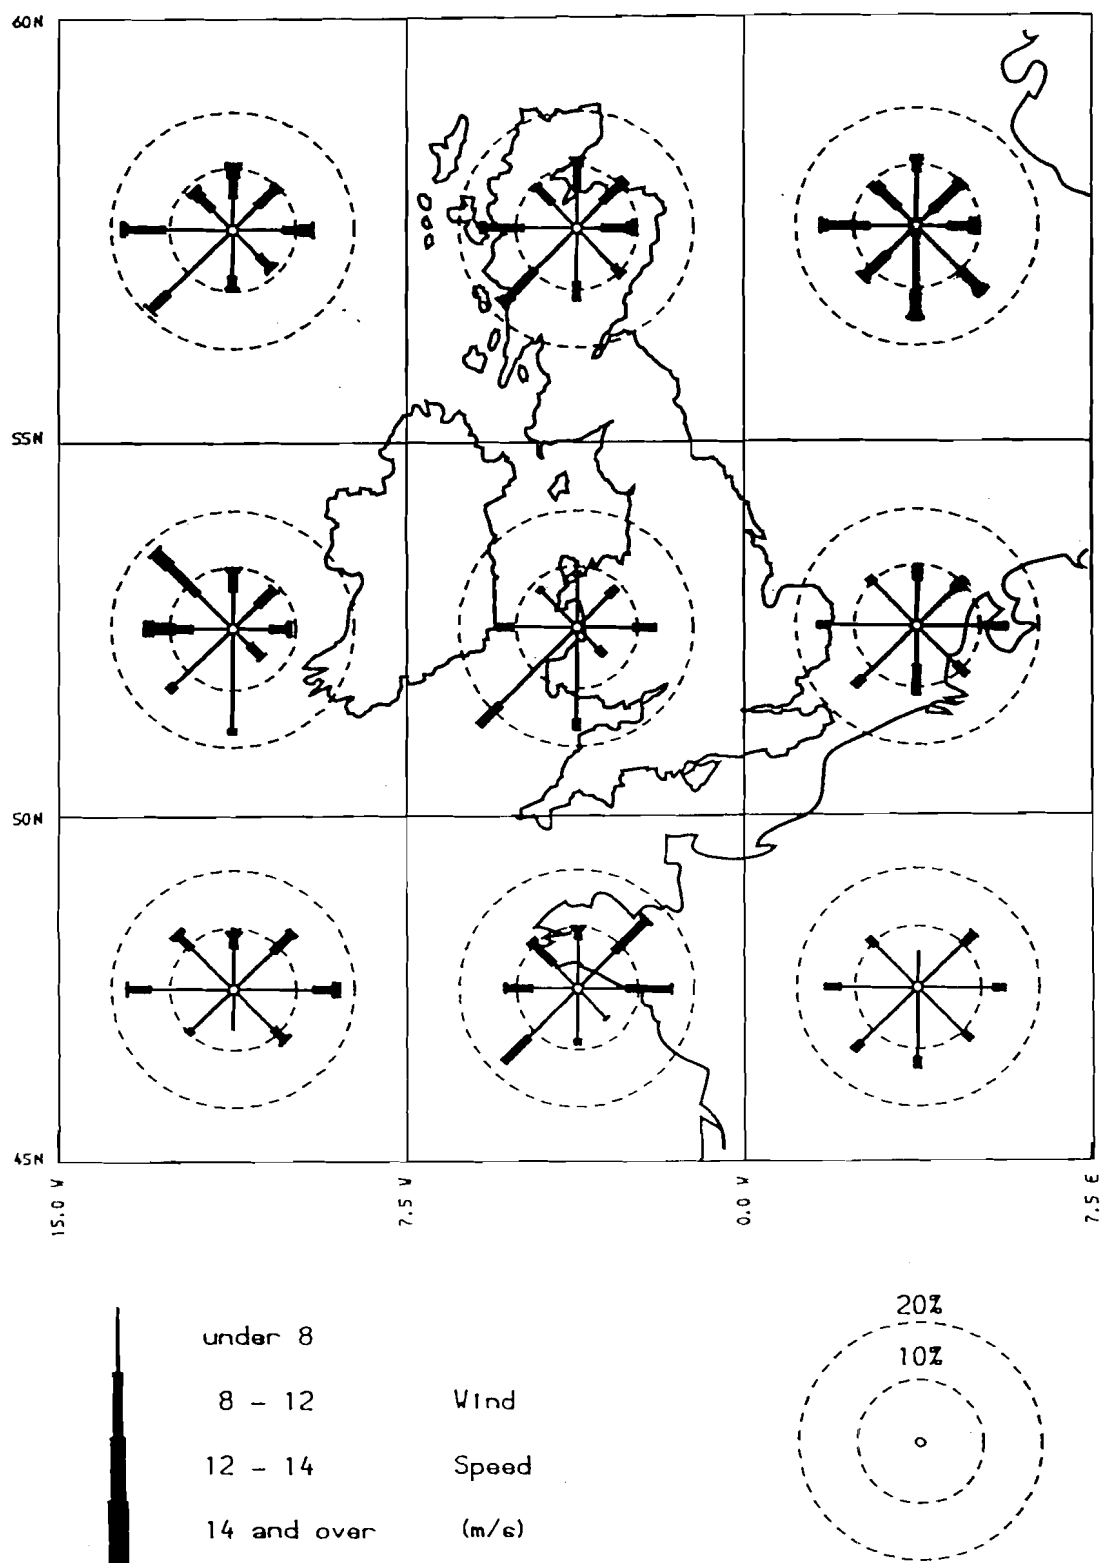 60N
55N
50N
45N
15.0 W
7.5 W
0.0 W
7.5 E
20%
under 8
10%
8 - 12 Wind
12 - 14 Speed
14 and over (m/s)